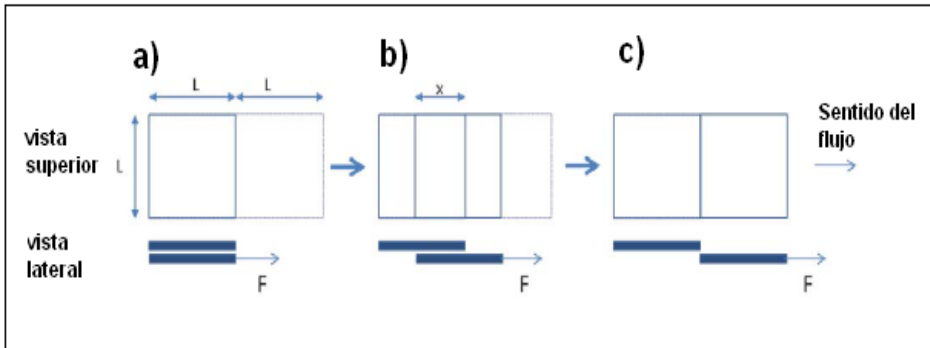 a)
b)
c)
L
L
x
Sentido del
flujo
vista
superior
L
vista
lateral
F
F
F